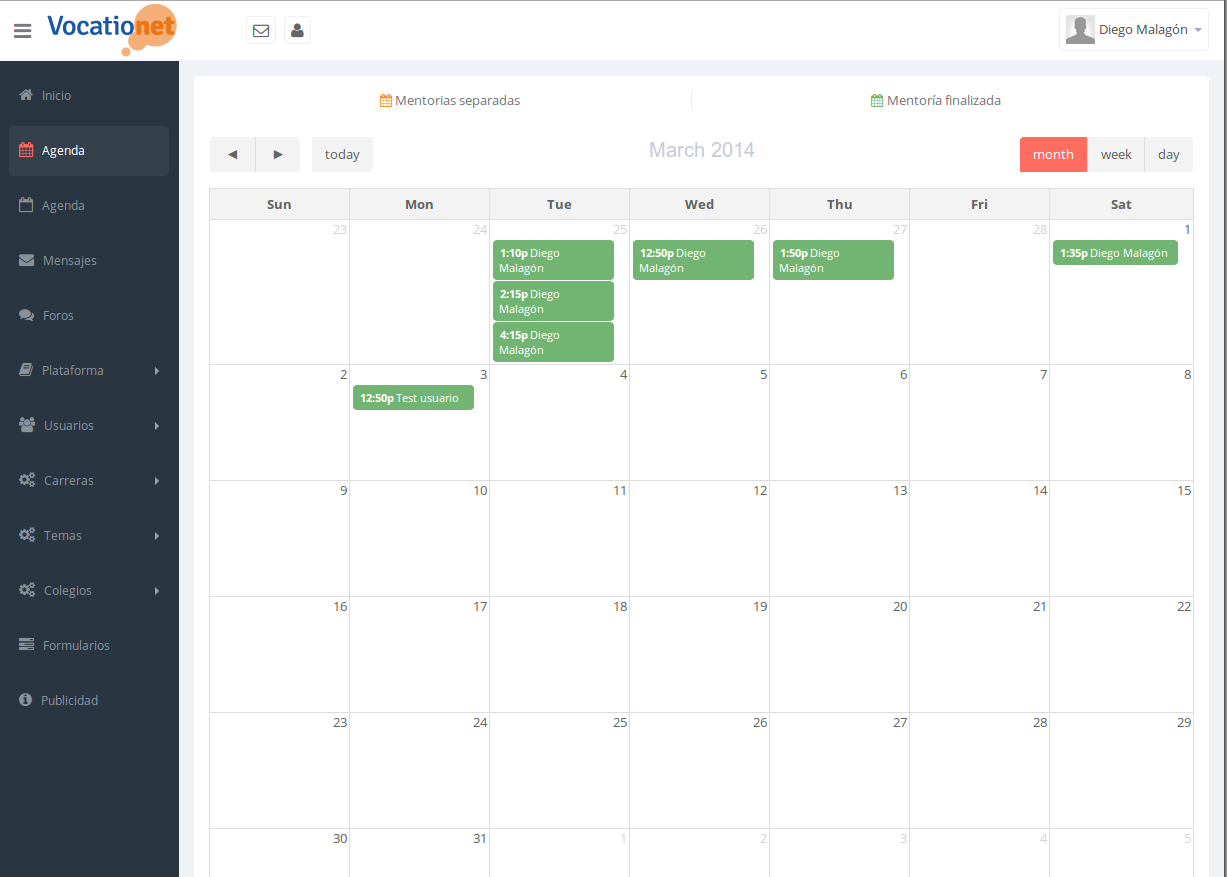 Vocationet
Diego Malagón
Inicio
Agenda
Agenda
Mensajes
Foros
Plataforma
Usuarios
Carreras
Temas
Colegios
Formularios
Publicidad
Mentorias separadas
Mentoría finalizada
today
March 2014
month week day
Sun Mon Tue Wed Thu Fri Sat
23 24 25 26 27 28 1
1:10p Diego
Malagón
2:15p Diego
Malagón
4:15p Diego
Malagón
12:50p Diego
Malagón
1:50p Diego
Malagón
1:35p Diego Malagón
2 3 4 5 6 7 8
12:50p Test usuario
9 10 11 12 13 14 15
16 17 18 19 20 21 22
23 24 25 26 27 28 29
30 31 1 2 3 4 5